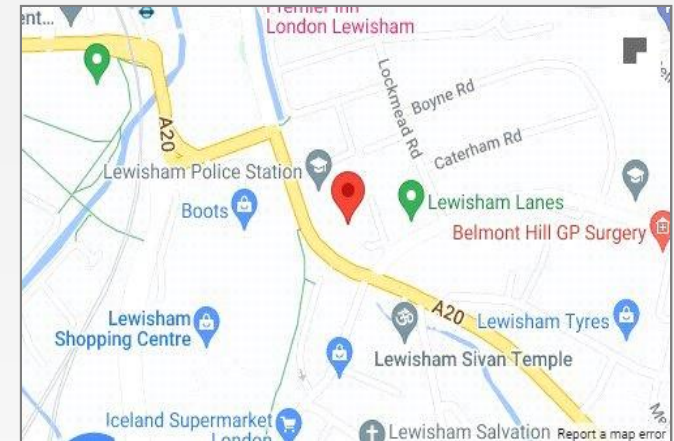 ent...
Premier Inn
London Lewisham
Lockmead Rd
Boyne Rd
Caterham Rd
A20
Lewisham Police Station
Boots
Lewisham Lanes
Belmont Hill GP Surgery
A20
Lewisham
Shopping Centre
Lewisham Tyres
Lewisham Sivan Temple
Iceland Supermarket
London
Lewisham Salvation
Report a map error